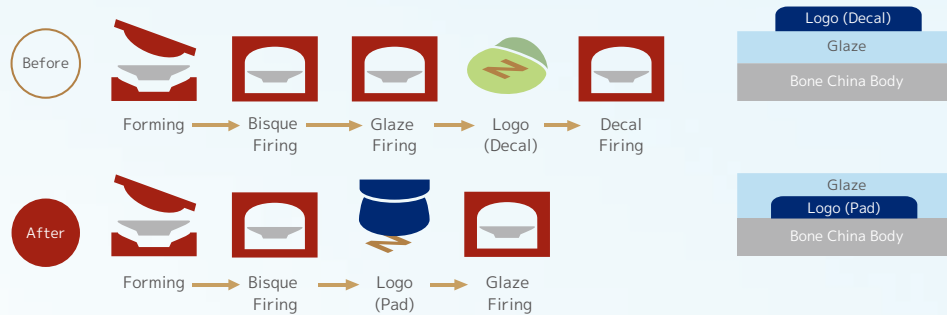 Before
Forming
Bisque
Firing
Glaze
Firing
Logo
(Decal)
Decal
Firing
Logo (Decal)
Glaze
Bone China Body
After
Forming
Bisque
Firing
Logo
(Pad)
Glaze
Firing
Glaze
Logo (Pad)
Bone China Body